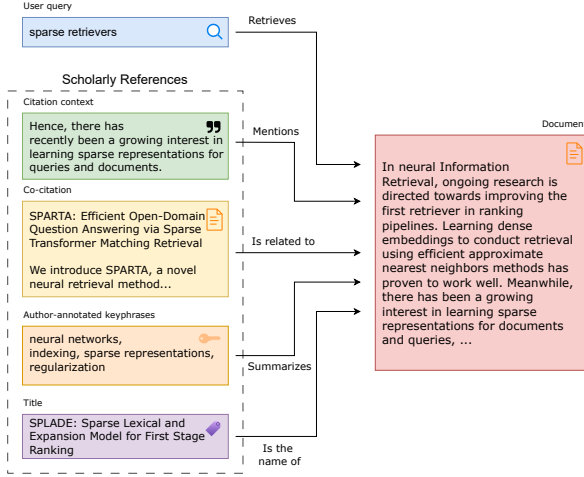 User query
sparse retrievers
Retrieves
Scholarly References
Citation context
Hence, there has
recently been a growing interest in
learning sparse representations for
queries and documents.
Mentions
Co-citation
SPARTA: Efficient Open-Domain
Question Answering via Sparse
Transformer Matching Retrieval
We introduce SPARTA, a novel
neural retrieval method...
Is related to
Author-annotated keyphrases
neural networks,
indexing, sparse representations,
regularization
Summarizes
Title
SPLADE: Sparse Lexical and
Expansion Model for First Stage
Ranking
Is the
name of
Documen
In neural Information
Retrieval, ongoing research is
directed towards improving the
first retriever in ranking
pipelines. Learning dense
embeddings to conduct retrieval
using efficient approximate
nearest neighbors methods has
proven to work well. Meanwhile,
there has been a growing
interest in learning sparse
representations for documents
and queries, ...